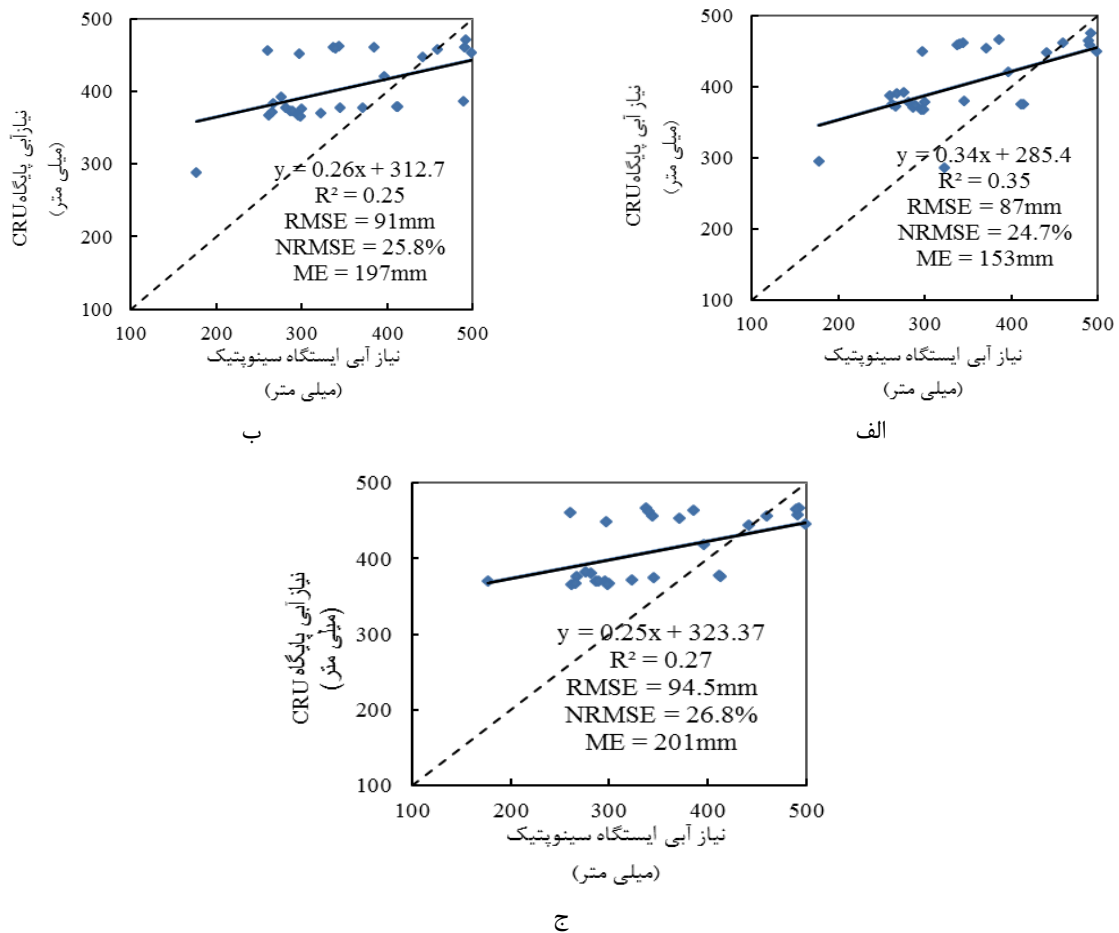 500
400
300
200
100
نیاز آبی پایگاه CRU
(میلی متر)
y = 0.34x + 285.4
R² = 0.35
RMSE = 87mm
NRMSE = 24.7%
ME = 153mm
100 200 300 400 500
نیاز آبی ایستگاه سینوپتیک
(میلی متر)
الف
500
400
300
200
100
نیاز آبی پایگاه CRU
(میلی متر)
y = 0.26x + 312.7
R² = 0.25
RMSE = 91mm
NRMSE = 25.8%
ME = 197mm
100 200 300 400 500
نیاز آبی ایستگاه سینوپتیک
(میلی متر)
ب
500
400
300
200
100
نیاز آبی پایگاه CRU
(میلی متر)
y = 0.25x + 323.37
R² = 0.27
RMSE = 94.5mm
NRMSE = 26.8%
ME = 201mm
100 200 300 400 500
نیاز آبی ایستگاه سینوپتیک
(میلی متر)
ج